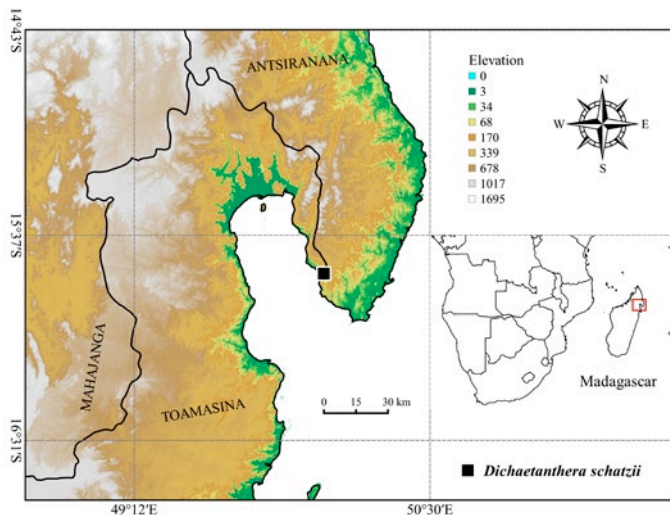 14°43'S
ANTSIRANANA
Elevation
0
3
34
68
170
339
678
1017
1695
N
W
E
S
15°37'S
MAHAJANGA
TOAMASINA
0 15 30 km
Madagascar
16°31'S
Dichaetanthera schatzii
49°12'E
50°30'E